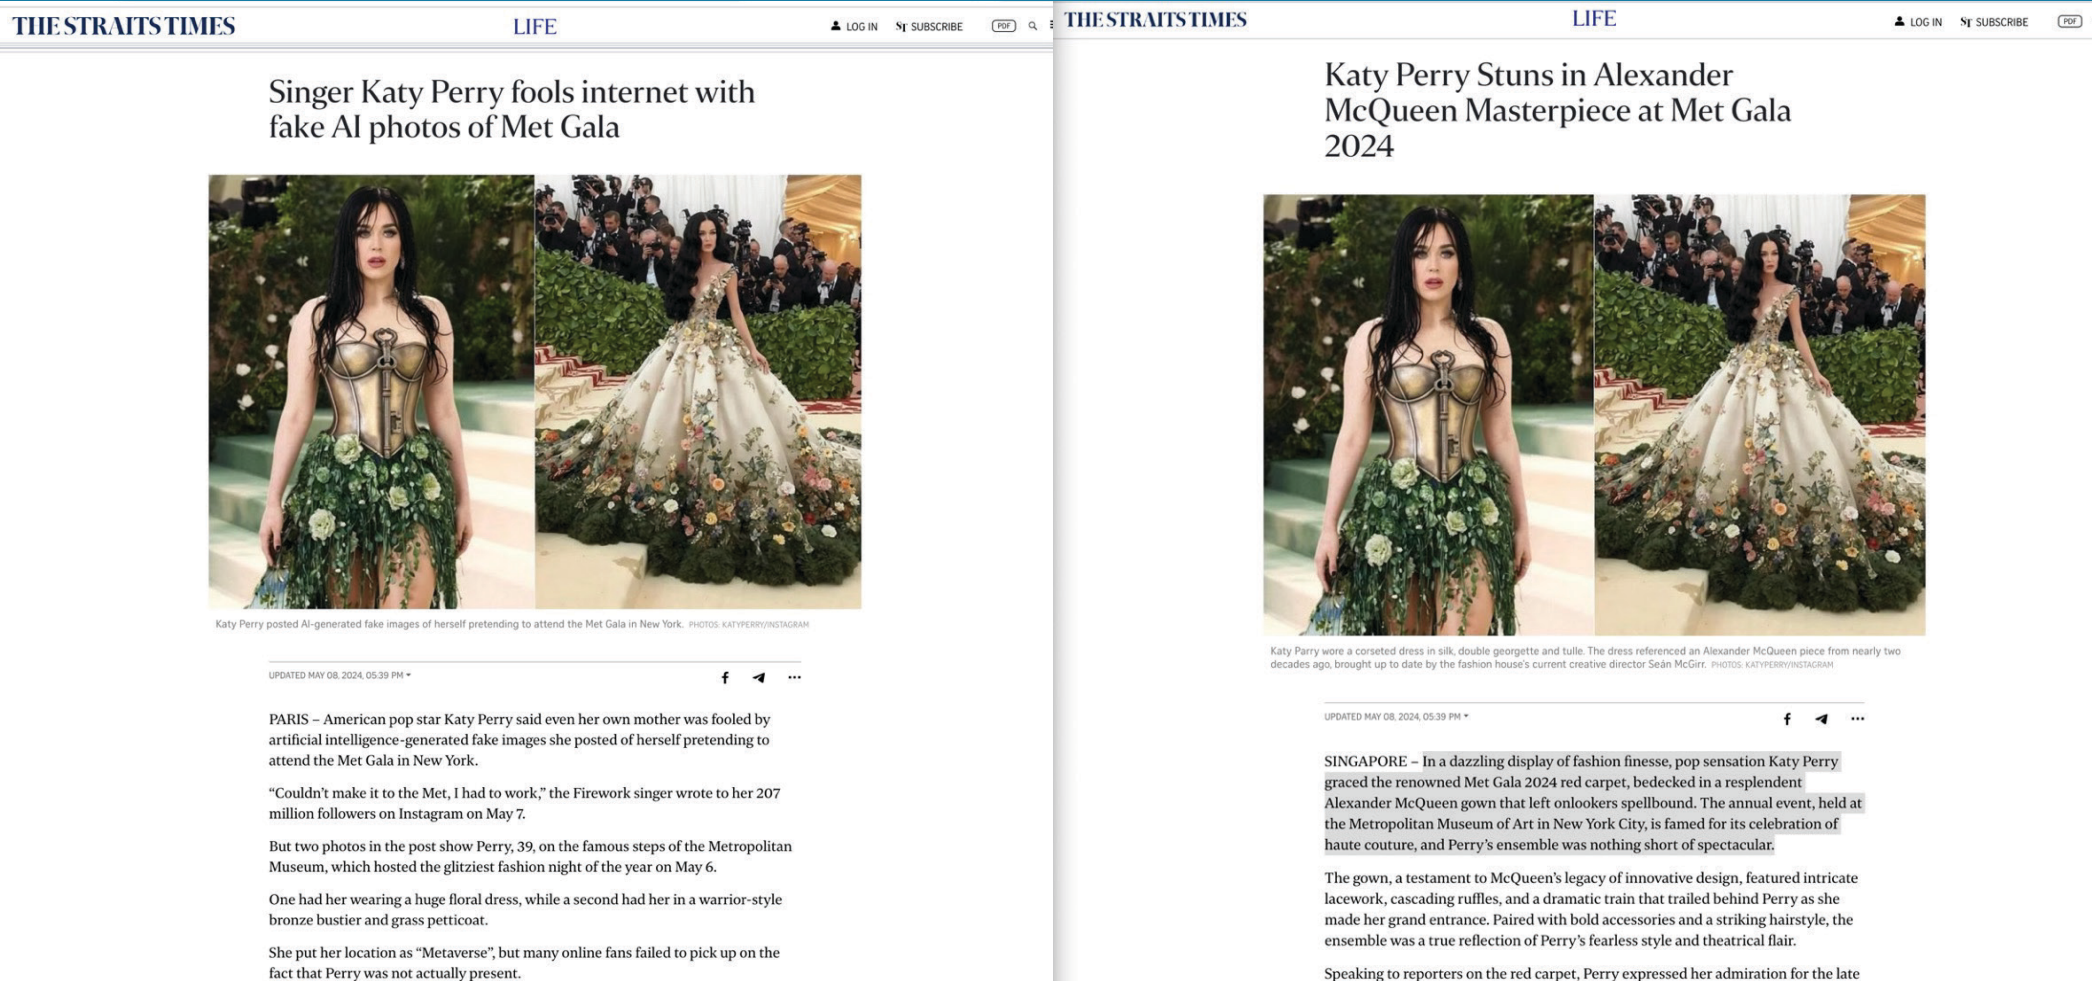 THE STRAITS TIMES
LIFE
LOG IN
ST SUBSCRIBE
PDF
Singer Katy Perry fools internet with
fake AI photos of Met Gala
Katy Perry posted AI-generated fake images of herself pretending to attend the Met Gala in New York. PHOTOS: KATYPERRY/INSTAGRAM
UPDATED MAY 08, 2024, 05:39 PM
PARIS – American pop star Katy Perry said even her own mother was fooled by
artificial intelligence-generated fake images she posted of herself pretending to
attend the Met Gala in New York.
“Couldn’t make it to the Met, I had to work,” the Firework singer wrote to her 207
million followers on Instagram on May 7.
But two photos in the post show Perry, 39, on the famous steps of the Metropolitan
Museum, which hosted the glitziest fashion night of the year on May 6.
One had her wearing a huge floral dress, while a second had her in a warrior-style
bronze bustier and grass petticoat.
She put her location as “Metaverse”, but many online fans failed to pick up on the
fact that Perry was not actually present.
THE STRAITS TIMES
LIFE
LOG IN
ST SUBSCRIBE
PDF
Katy Perry Stuns in Alexander
McQueen Masterpiece at Met Gala
2024
Katy Perry wore a corseted dress in silk, double georgette and tulle. The dress referenced an Alexander McQueen piece from nearly two
decades ago, brought up to date by the fashion house's current creative director Seán McGirr. PHOTOS: KATYPERRY/INSTAGRAM
UPDATED MAY 08, 2024, 05:39 PM
SINGAPORE – In a dazzling display of fashion finesse, pop sensation Katy Perry
graced the renowned Met Gala 2024 red carpet, bedecked in a resplendent
Alexander McQueen gown that left onlookers spellbound. The annual event, held at
the Metropolitan Museum of Art in New York City, is famed for its celebration of
haute couture, and Perry’s ensemble was nothing short of spectacular.
The gown, a testament to McQueen’s legacy of innovative design, featured intricate
lacework, cascading ruffles, and a dramatic train that trailed behind Perry as she
made her grand entrance. Paired with bold accessories and a striking hairstyle, the
ensemble was a true reflection of Perry’s fearless style and theatrical flair.
Speaking to reporters on the red carpet, Perry expressed her admiration for the late